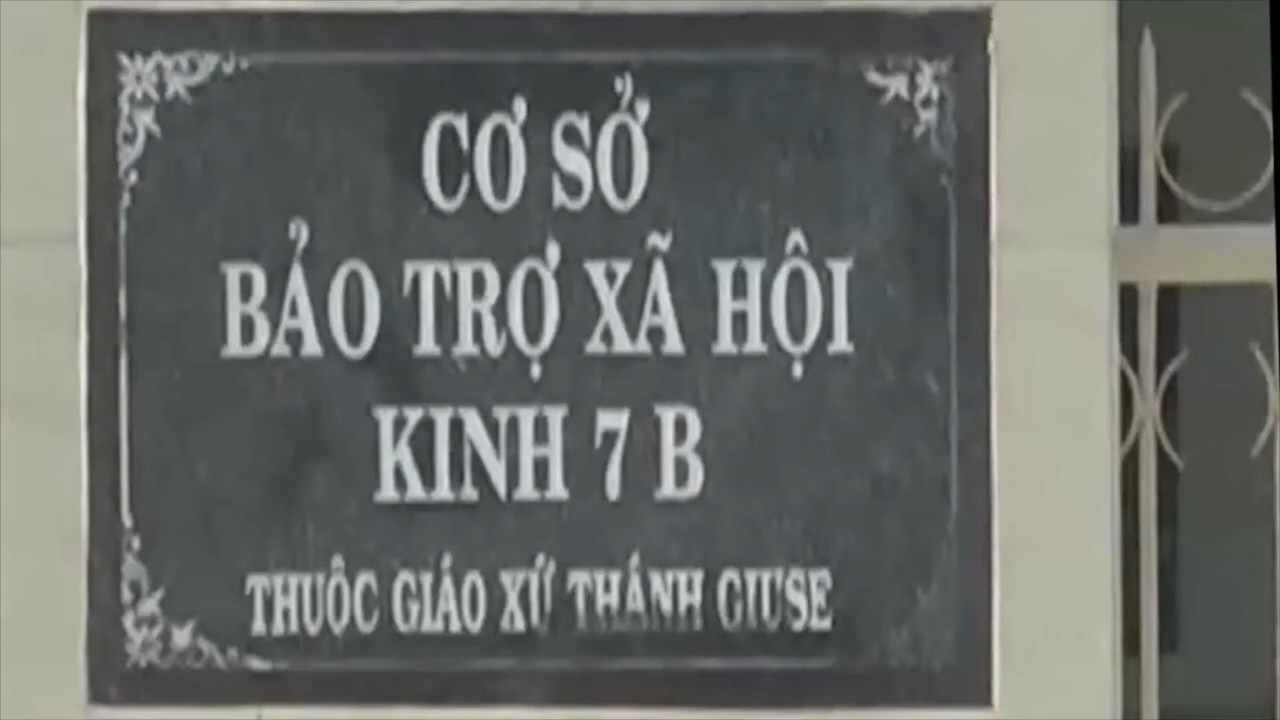 CƠ SỞ
BẢO TRỢ XÃ HỘI
KINH 7 B
THUỘC GIÁO XỨ THÁNH GIUSE